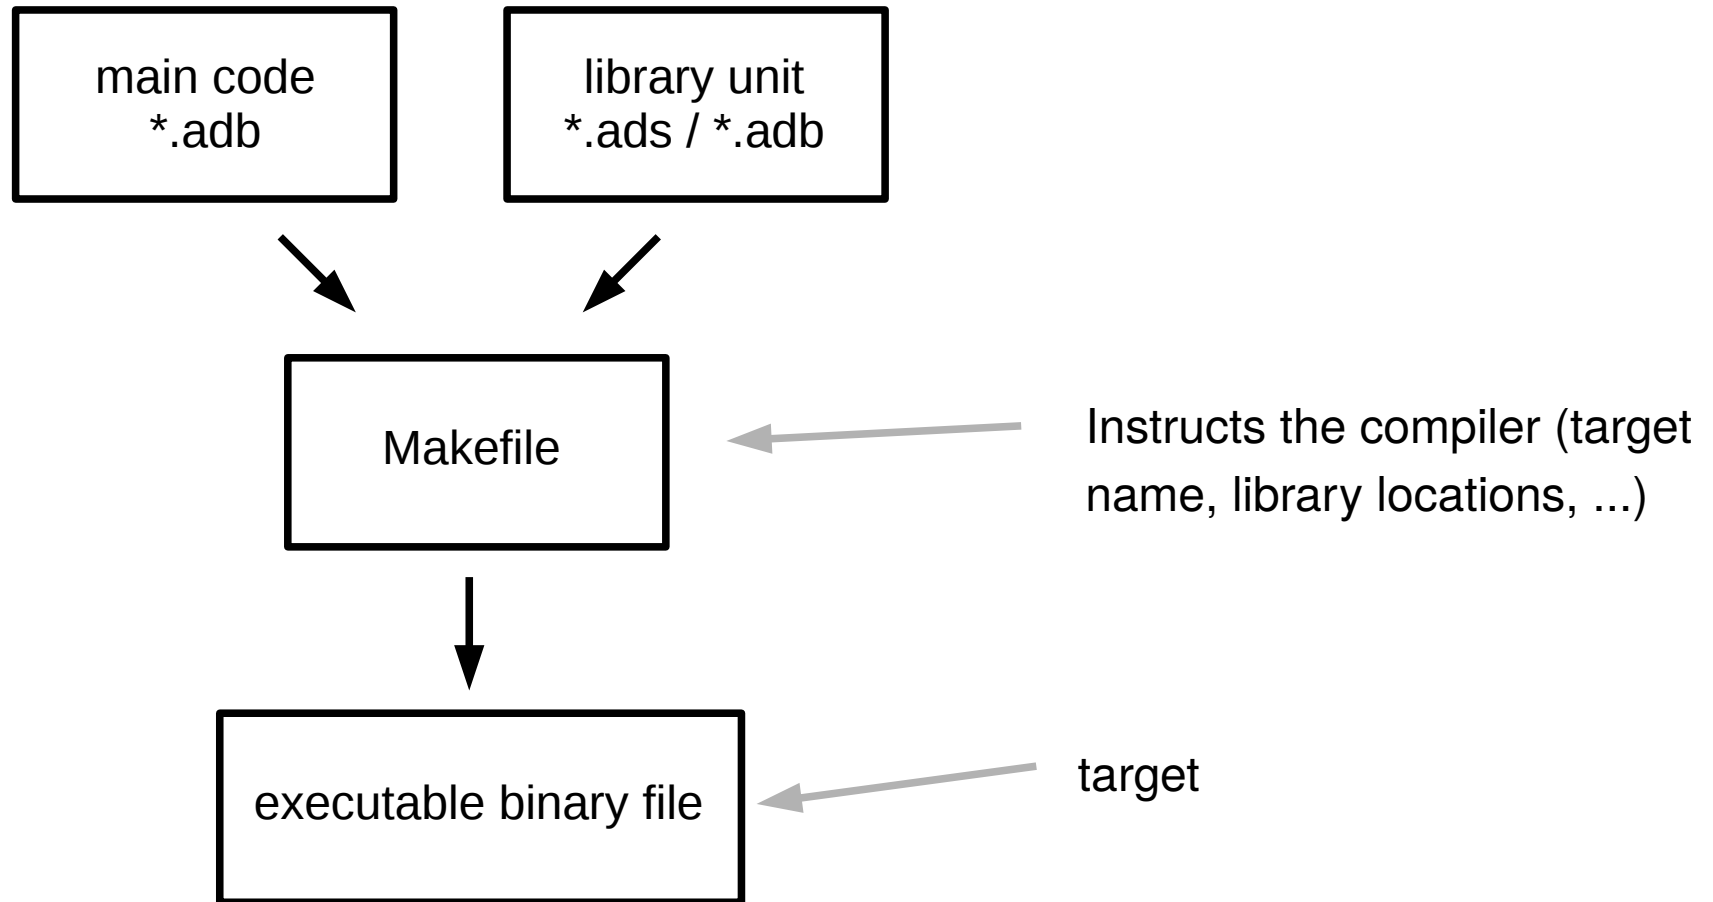 main code
*.adb
library unit
*.ads / *.adb
Makefile
Instructs the compiler (target
name, library locations, ...)
executable binary file
target